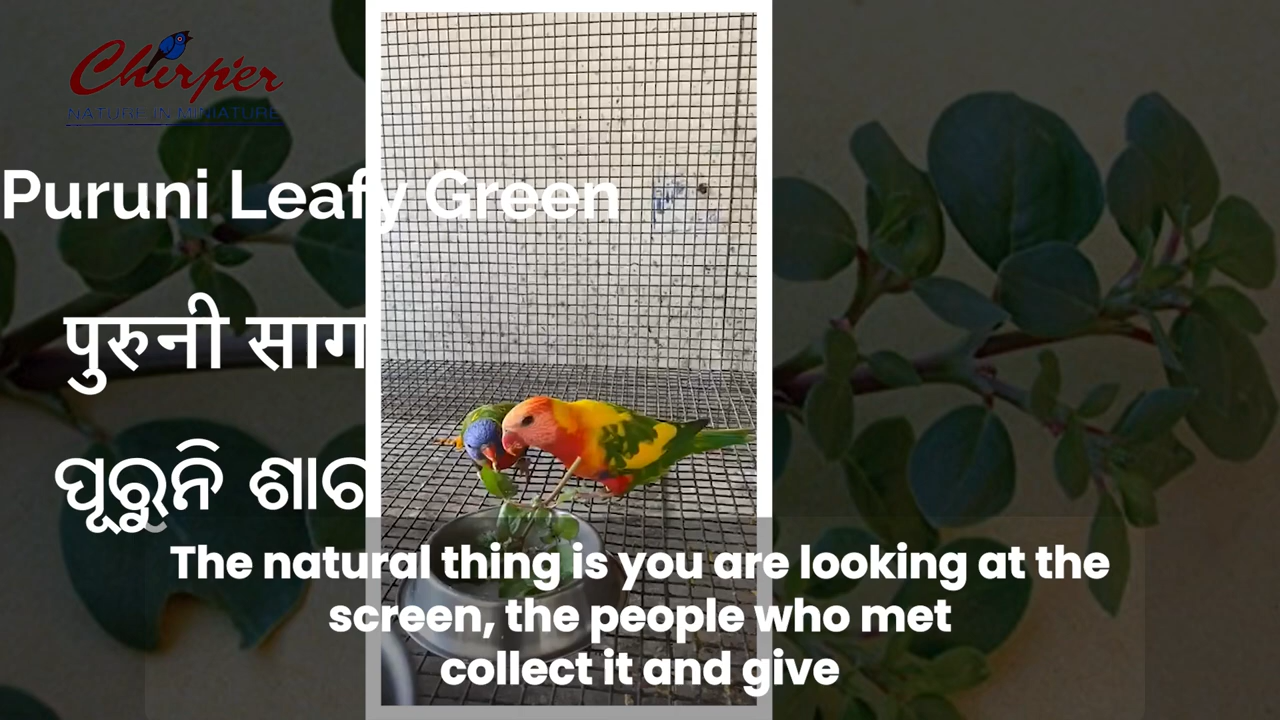 Chirper
NATURE IN MINIATURE
Puruni Leafy Green
पुरुनी साग
ପୂରୁନି ଶାଗ
The natural thing is you are looking at the
screen, the people who met
collect it and give